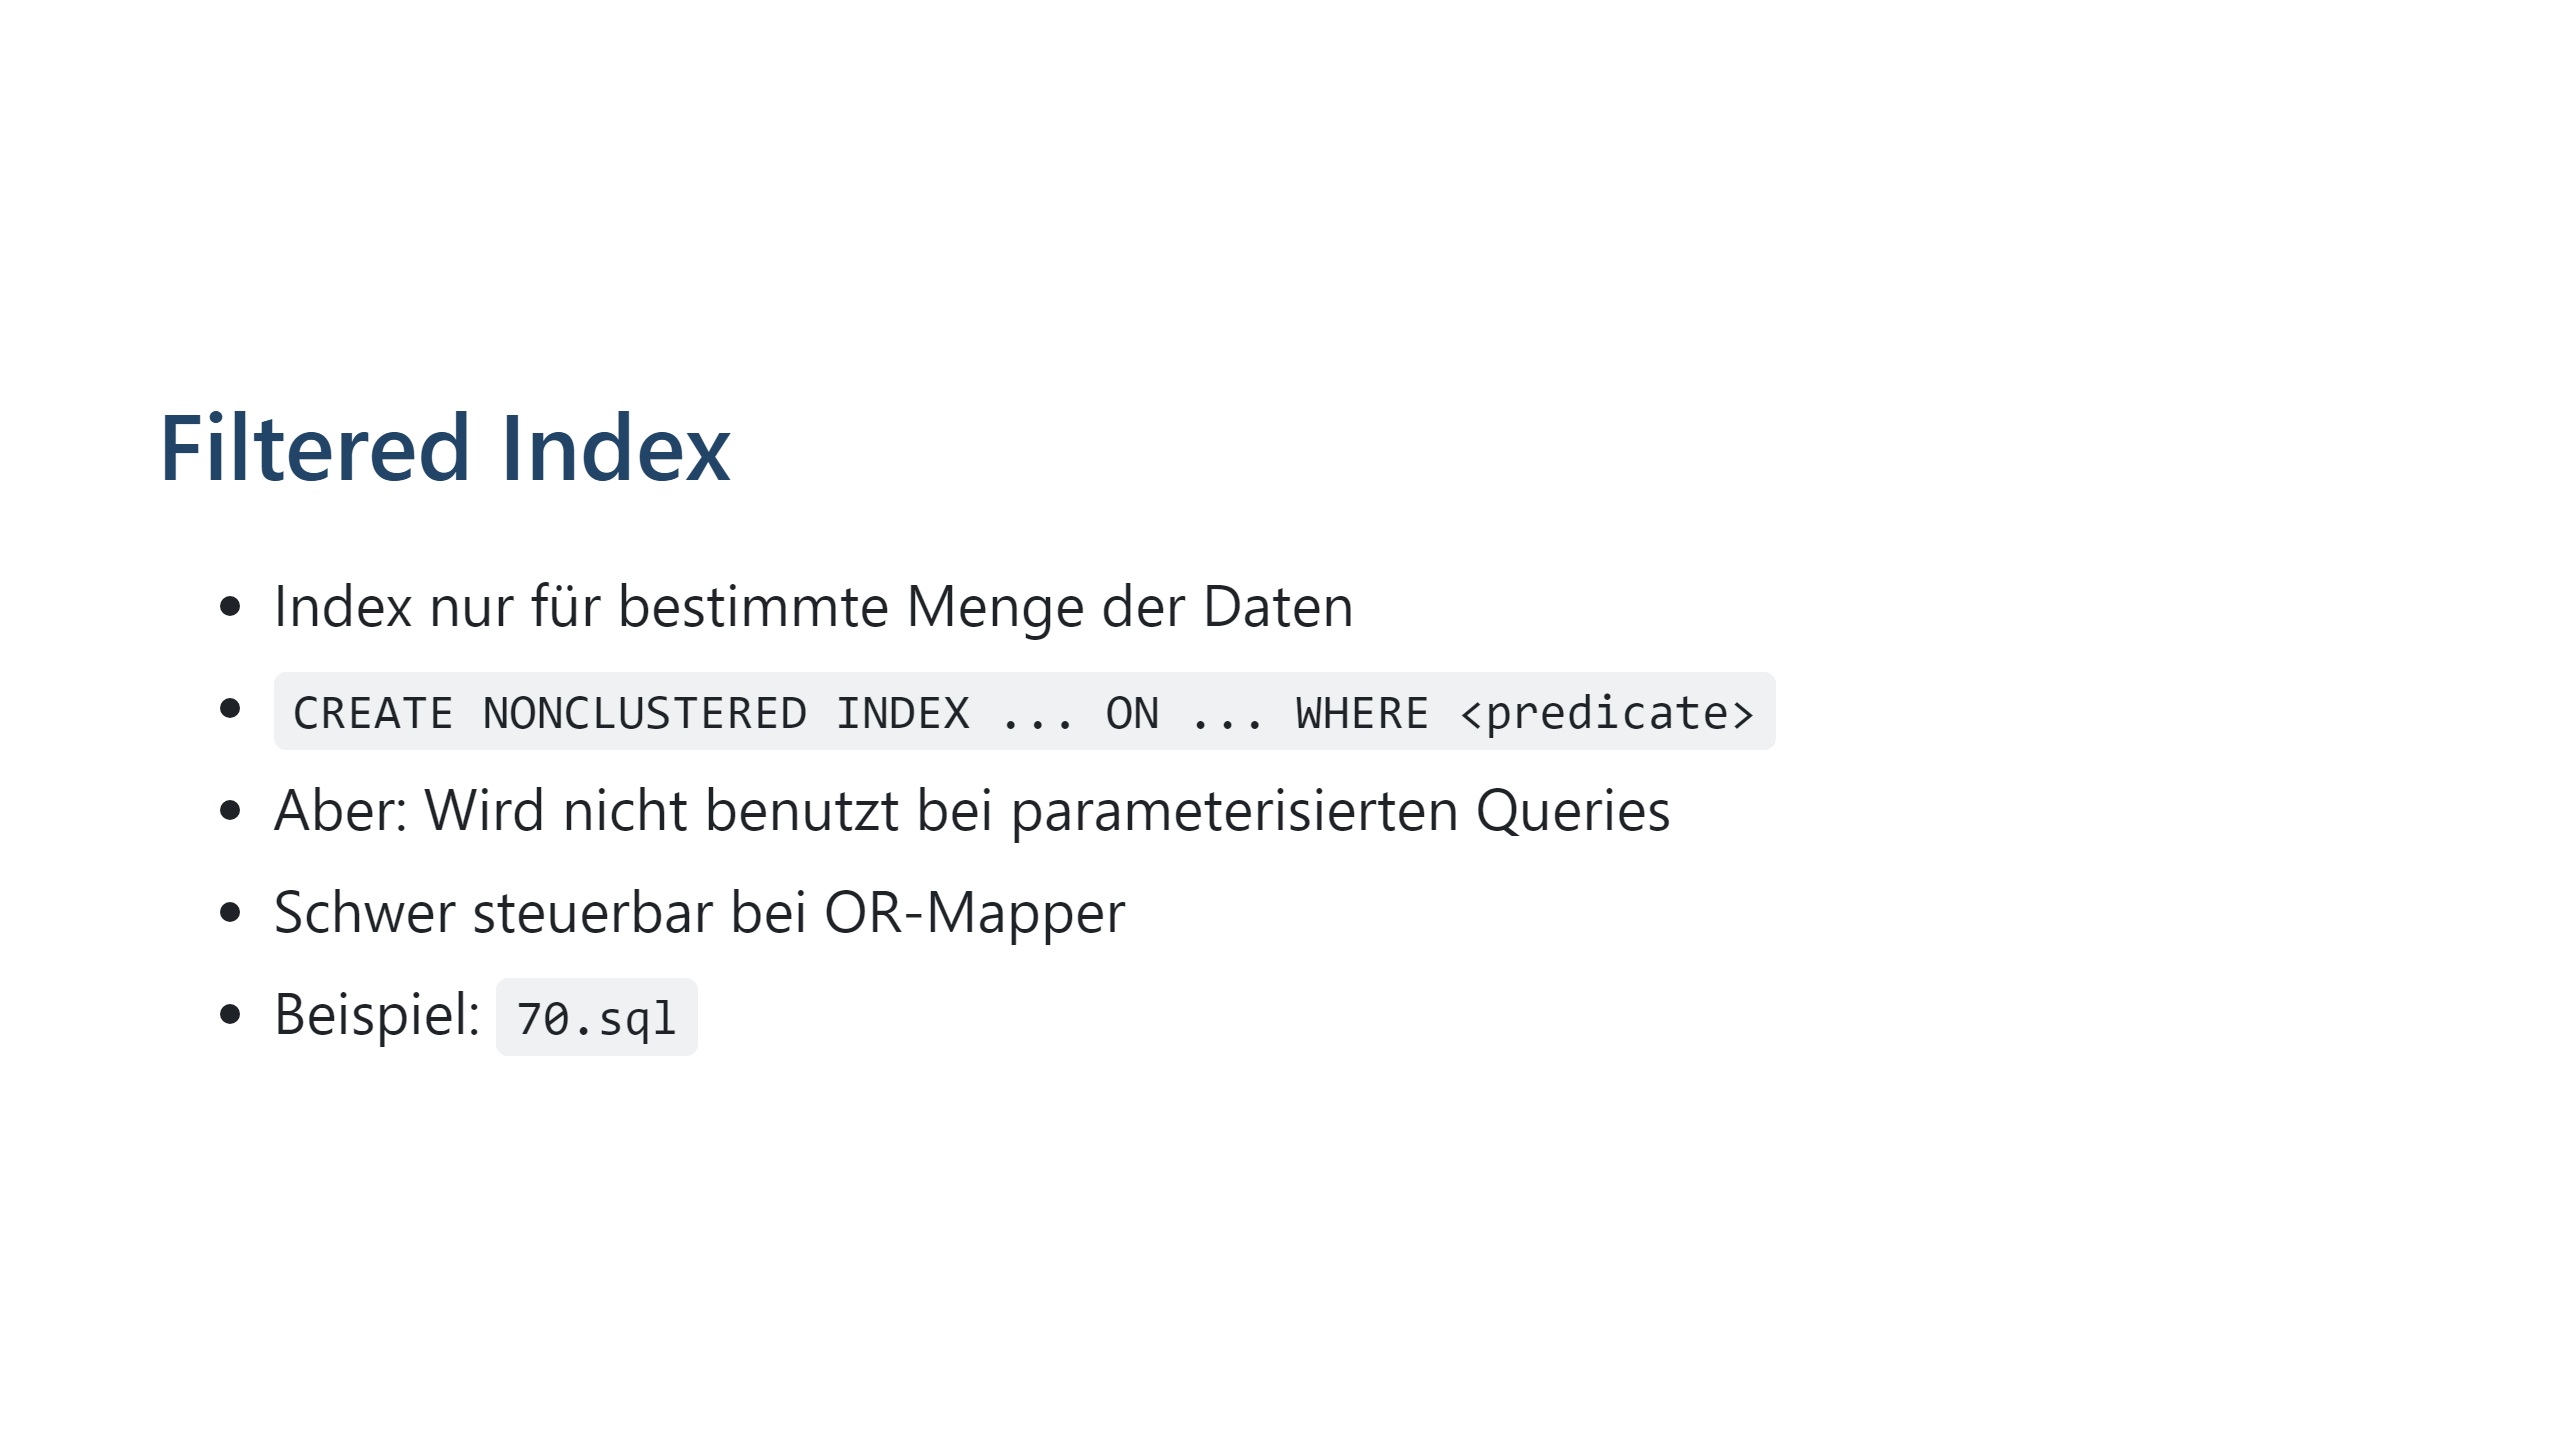 Filtered Index
Index nur für bestimmte Menge der Daten
CREATE NONCLUSTERED INDEX ... ON ... WHERE <predicate>
Aber: Wird nicht benutzt bei parameterisierten Queries
Schwer steuerbar bei OR-Mapper
Beispiel: 70.sql